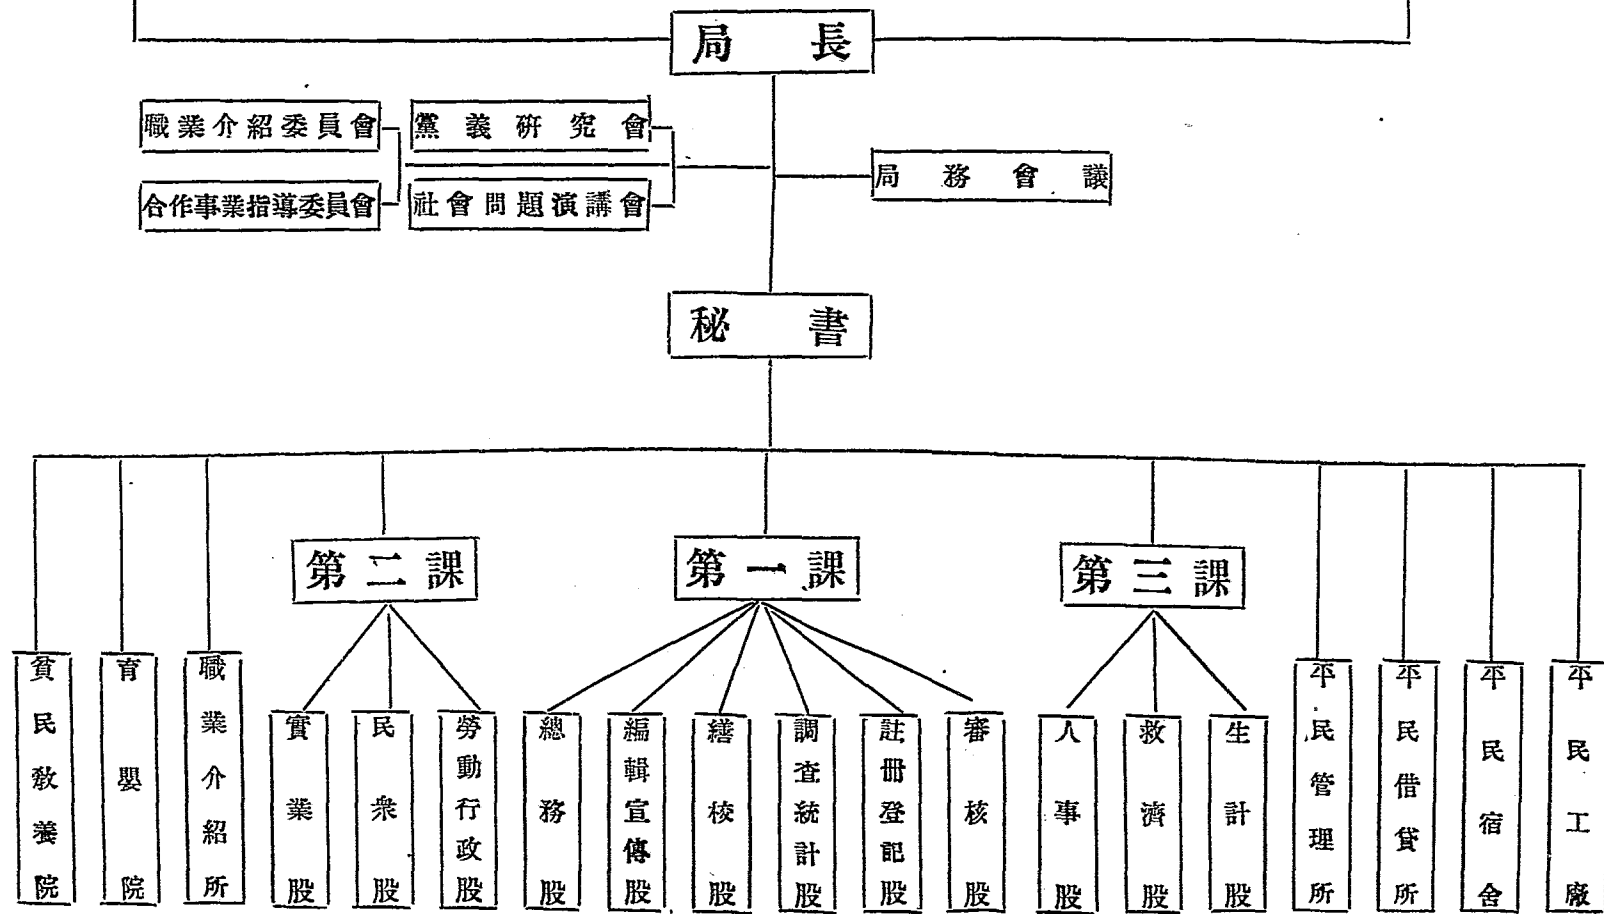 局長
職業介紹委員會
黨義研究會
合作事業指導委員會
社會問題演講會
局務會議
秘書
第二課
第一課
第三課
貧民敎養院
育嬰院
職業介紹所
實業股
民衆股
勞動行政股
總務股
編輯宣傳股
繕校股
調查統計股
註冊登記股
審核股
人事股
救濟股
生計股
平民管理所
平民借貸所
平民宿舍
平民工廠